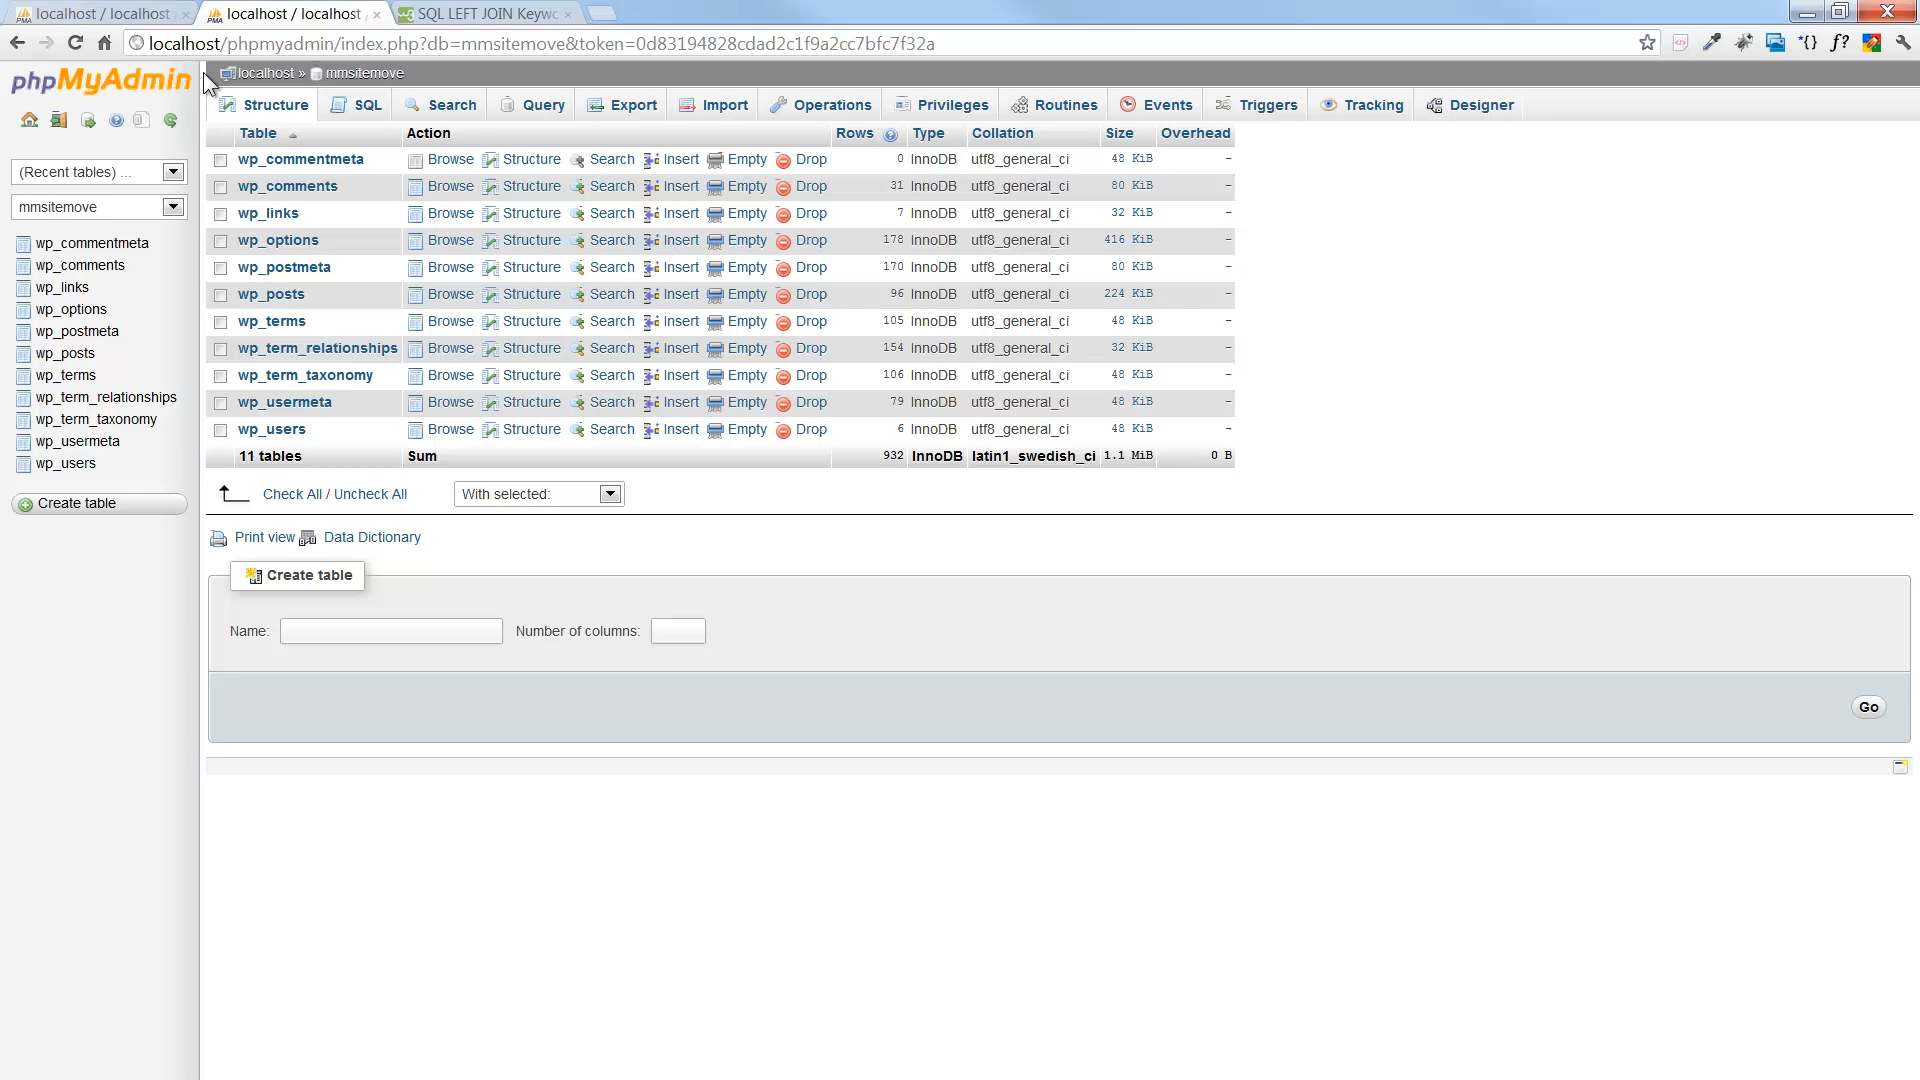 localhost / localhost
localhost / localhost
SQL LEFT JOIN Keywo
localhost/phpmyadmin/index.php?db=mmsitemove&token=0d83194828cdad2c1f9a2cc7bfc7f32a
phpMyAdmin
localhost » mmsitemove
Structure SQL Search Query Export Import Operations Privileges Routines Events Triggers Tracking Designer
(Recent tables) ...
mmsitemove
wp_commentmeta
wp_comments
wp_links
wp_options
wp_postmeta
wp_posts
wp_terms
wp_term_relationships
wp_term_taxonomy
wp_usermeta
wp_users
Create table
Table Action Rows Type Collation Size Overhead
wp_commentmeta Browse Structure Search Insert Empty Drop 0 InnoDB utf8_general_ci 48 KiB -
wp_comments Browse Structure Search Insert Empty Drop 31 InnoDB utf8_general_ci 80 KiB -
wp_links Browse Structure Search Insert Empty Drop 7 InnoDB utf8_general_ci 32 KiB -
wp_options Browse Structure Search Insert Empty Drop 178 InnoDB utf8_general_ci 416 KiB -
wp_postmeta Browse Structure Search Insert Empty Drop 170 InnoDB utf8_general_ci 80 KiB -
wp_posts Browse Structure Search Insert Empty Drop 96 InnoDB utf8_general_ci 224 KiB -
wp_terms Browse Structure Search Insert Empty Drop 105 InnoDB utf8_general_ci 48 KiB -
wp_term_relationships Browse Structure Search Insert Empty Drop 154 InnoDB utf8_general_ci 32 KiB -
wp_term_taxonomy Browse Structure Search Insert Empty Drop 106 InnoDB utf8_general_ci 48 KiB -
wp_usermeta Browse Structure Search Insert Empty Drop 79 InnoDB utf8_general_ci 48 KiB -
wp_users Browse Structure Search Insert Empty Drop 6 InnoDB utf8_general_ci 48 KiB -
11 tables Sum 932 InnoDB latin1_swedish_ci 1.1 MiB 0 B
Check All / Uncheck All With selected:
Print view Data Dictionary
Create table
Name: Number of columns:
Go